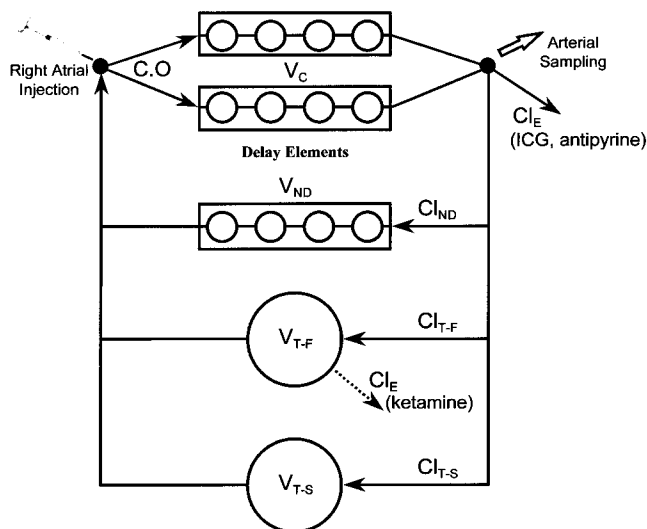 Right Atrial
Injection
C.O
V_C
Arterial
Sampling
Cl_E
(ICG, antipyrine)
Delay Elements
V_ND
Cl_ND
V_T-F
Cl_T-F
Cl_E
(ketamine)
V_T-S
Cl_T-S